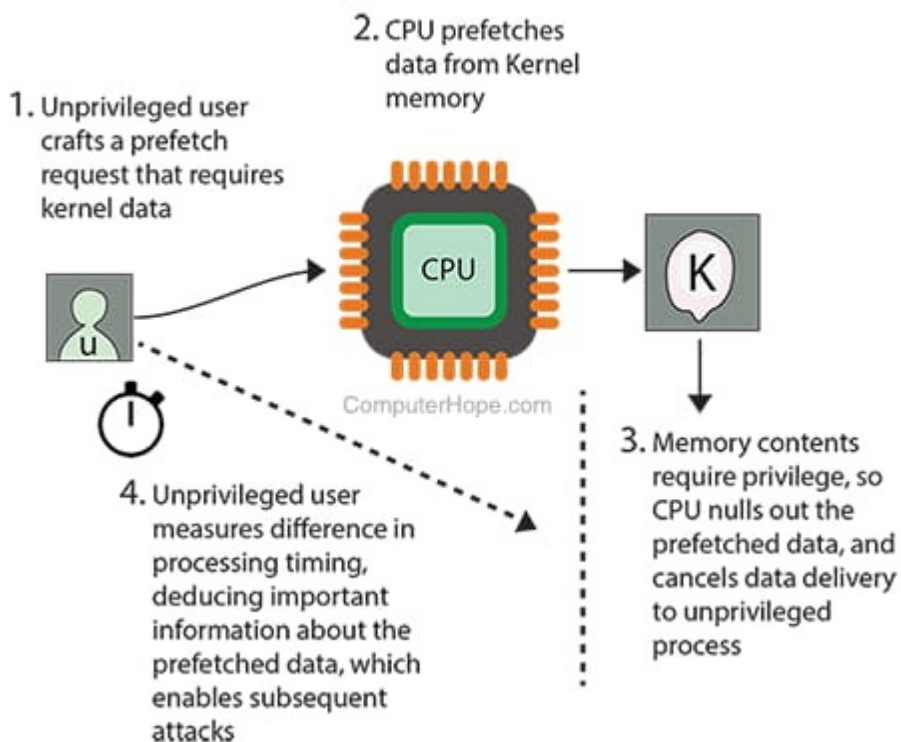 1. Unprivileged user
crafts a prefetch
request that requires
kernel data
2. CPU prefetches
data from Kernel
memory
u
CPU
K
ComputerHope.com
3. Memory contents
require privilege, so
CPU nulls out the
prefetched data, and
cancels data delivery
to unprivileged
process
4. Unprivileged user
measures difference in
processing timing,
deducing important
information about the
prefetched data, which
enables subsequent
attacks